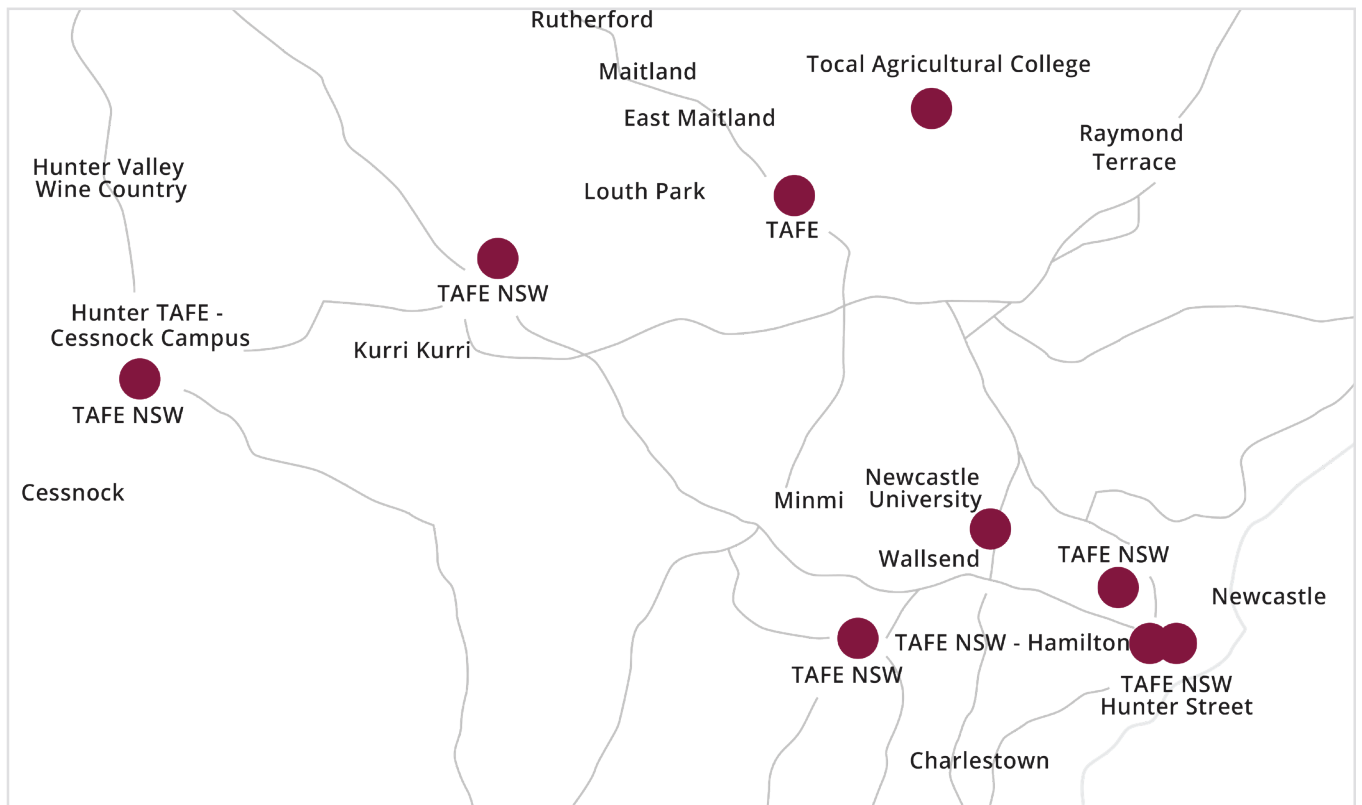 Rutherford
Tocal Agricultural College
Maitland
East Maitland
Raymond
Terrace
Hunter Valley
Wine Country
Louth Park
TAFE
TAFE NSW
Hunter TAFE -
Cessnock Campus
Kurri Kurri
TAFE NSW
Cessnock
Newcastle
University
Minmi
TAFE NSW
Wallsend
Newcastle
TAFE NSW - Hamilton
TAFE NSW
TAFE NSW
Hunter Street
Charlestown